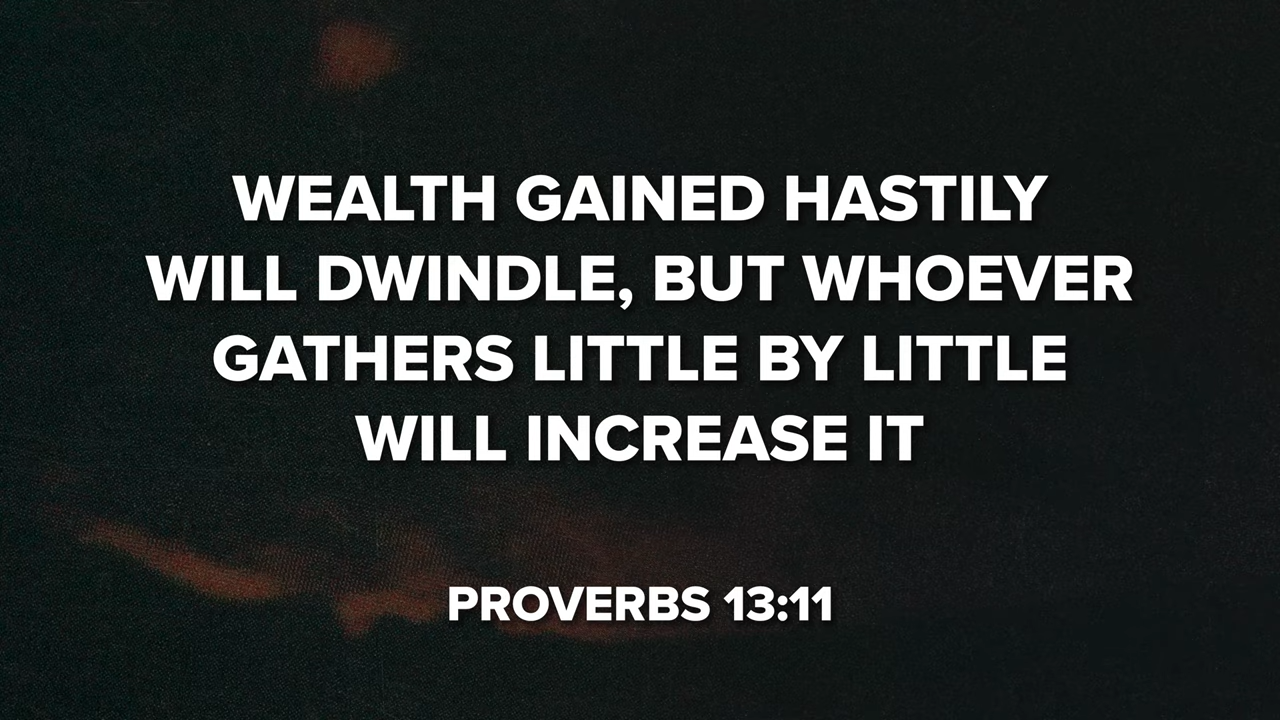 WEALTH GAINED HASTILY
WILL DWINDLE, BUT WHOEVER
GATHERS LITTLE BY LITTLE
WILL INCREASE IT
PROVERBS 13:11